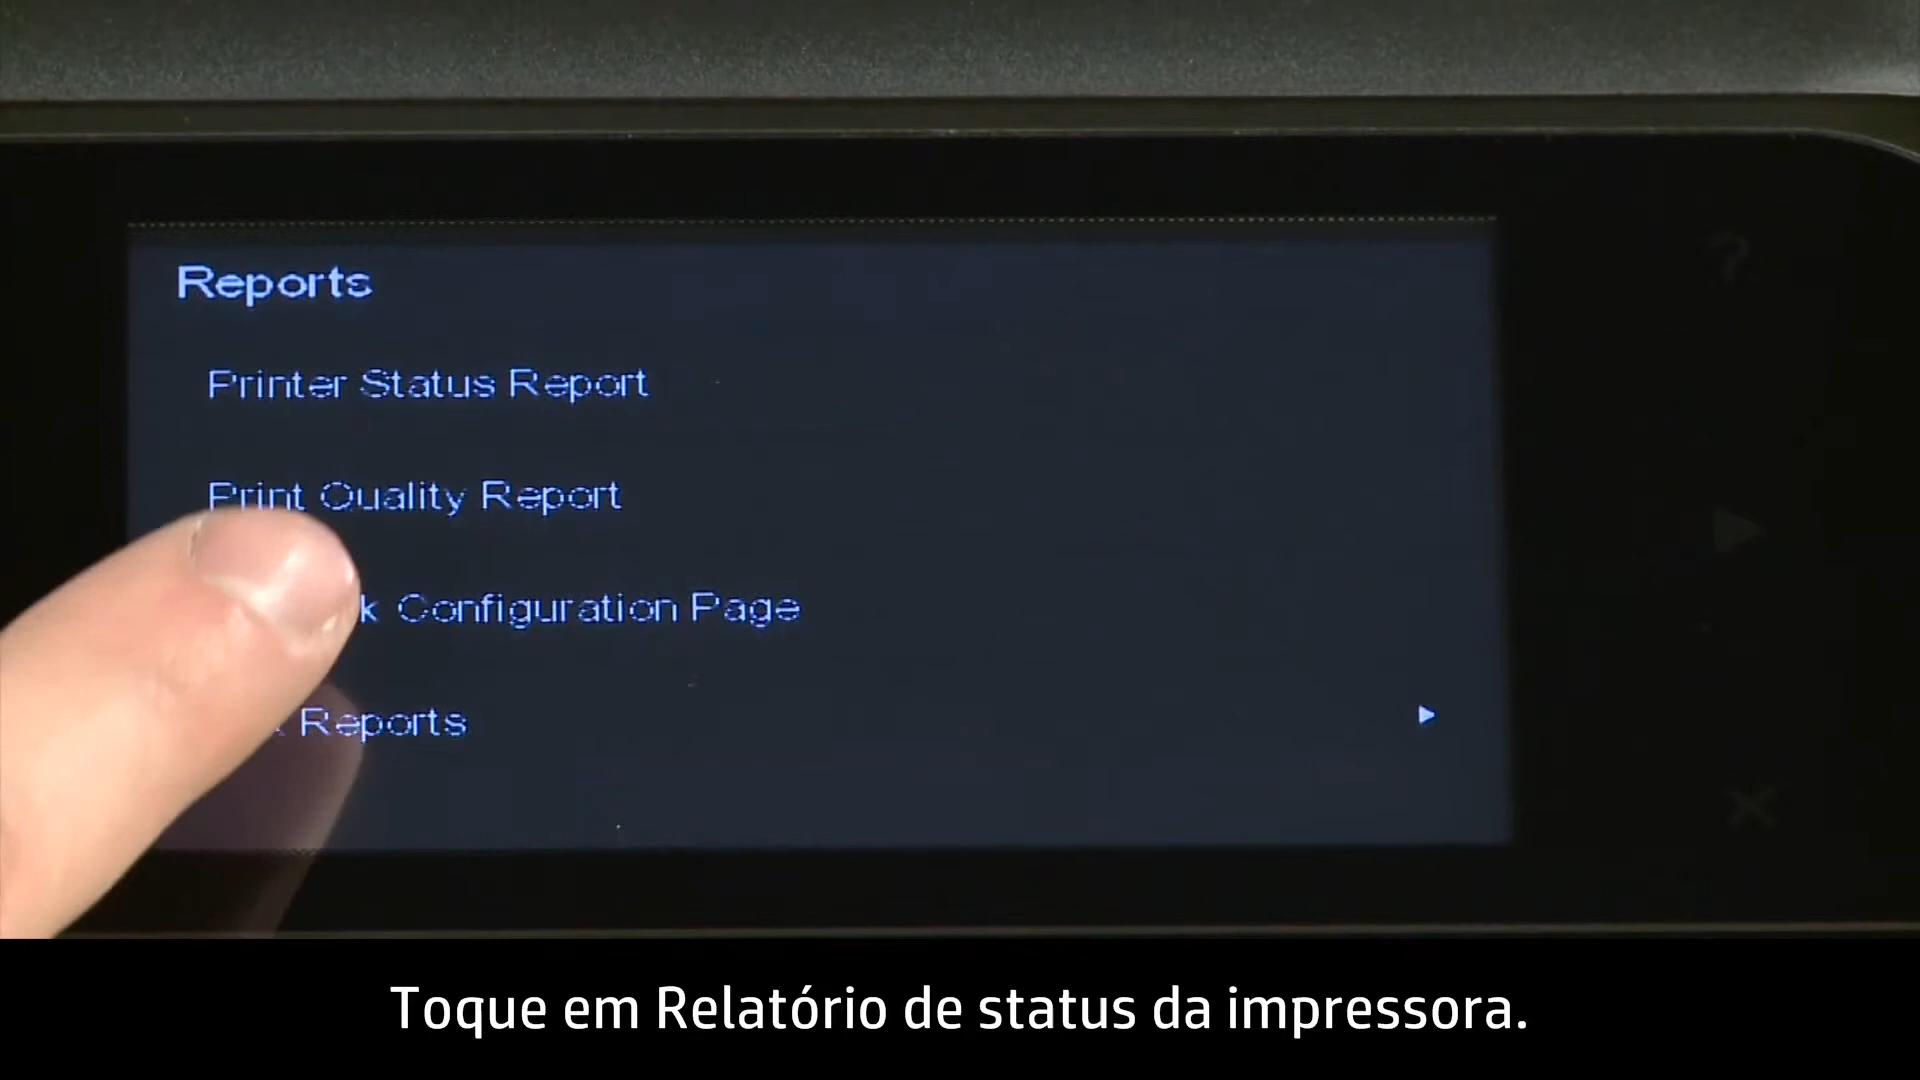 Reports
Printer Status Report
Print Quality Report
Configuration Page
Reports
Toque em Relatório de status da impressora.